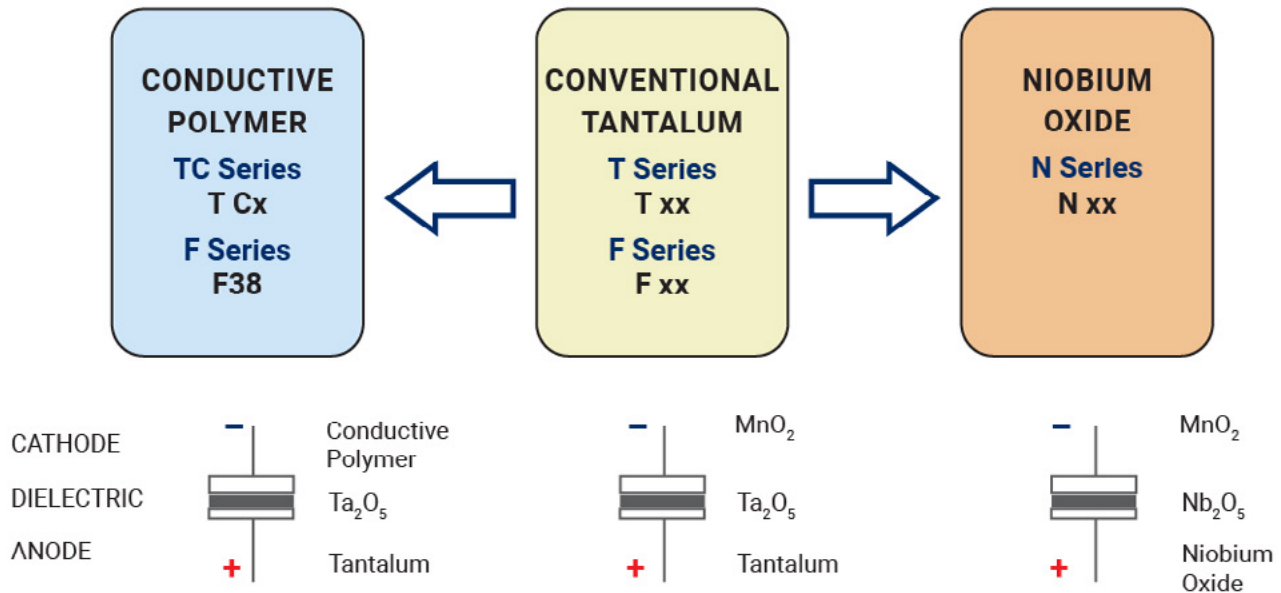 CONDUCTIVE
POLYMER
TC Series
T Cx
F Series
F38
CONVENTIONAL
TANTALUM
T Series
T xx
F Series
F xx
NIOBIUM
OXIDE
N Series
N xx
CATHODE
DIELECTRIC
ANODE
−
Conductive
Polymer
Ta₂O₅
+
Tantalum
−
MnO₂
Ta₂O₅
+
Tantalum
−
MnO₂
Nb₂O₅
+
Niobium
Oxide